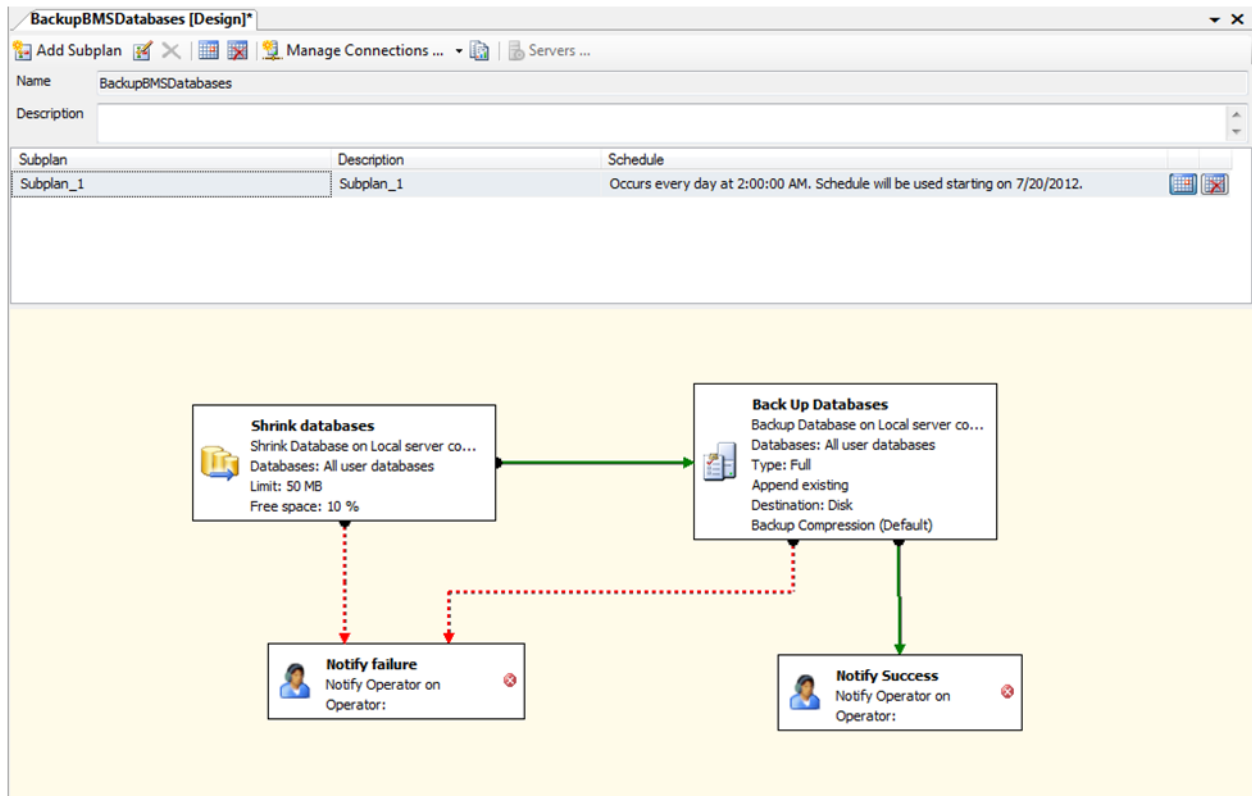 BackupBMSDatabases [Design]*
Add Subplan Manage Connections ... Servers ...
Name BackupBMSDatabases
Description
Subplan Description Schedule
Subplan_1 Subplan_1 Occurs every day at 2:00:00 AM. Schedule will be used starting on 7/20/2012.
Shrink databases
Shrink Database on Local server co...
Databases: All user databases
Limit: 50 MB
Free space: 10 %
Back Up Databases
Backup Database on Local server co...
Databases: All user databases
Type: Full
Append existing
Destination: Disk
Backup Compression (Default)
Notify failure
Notify Operator on
Operator:
Notify Success
Notify Operator on
Operator: